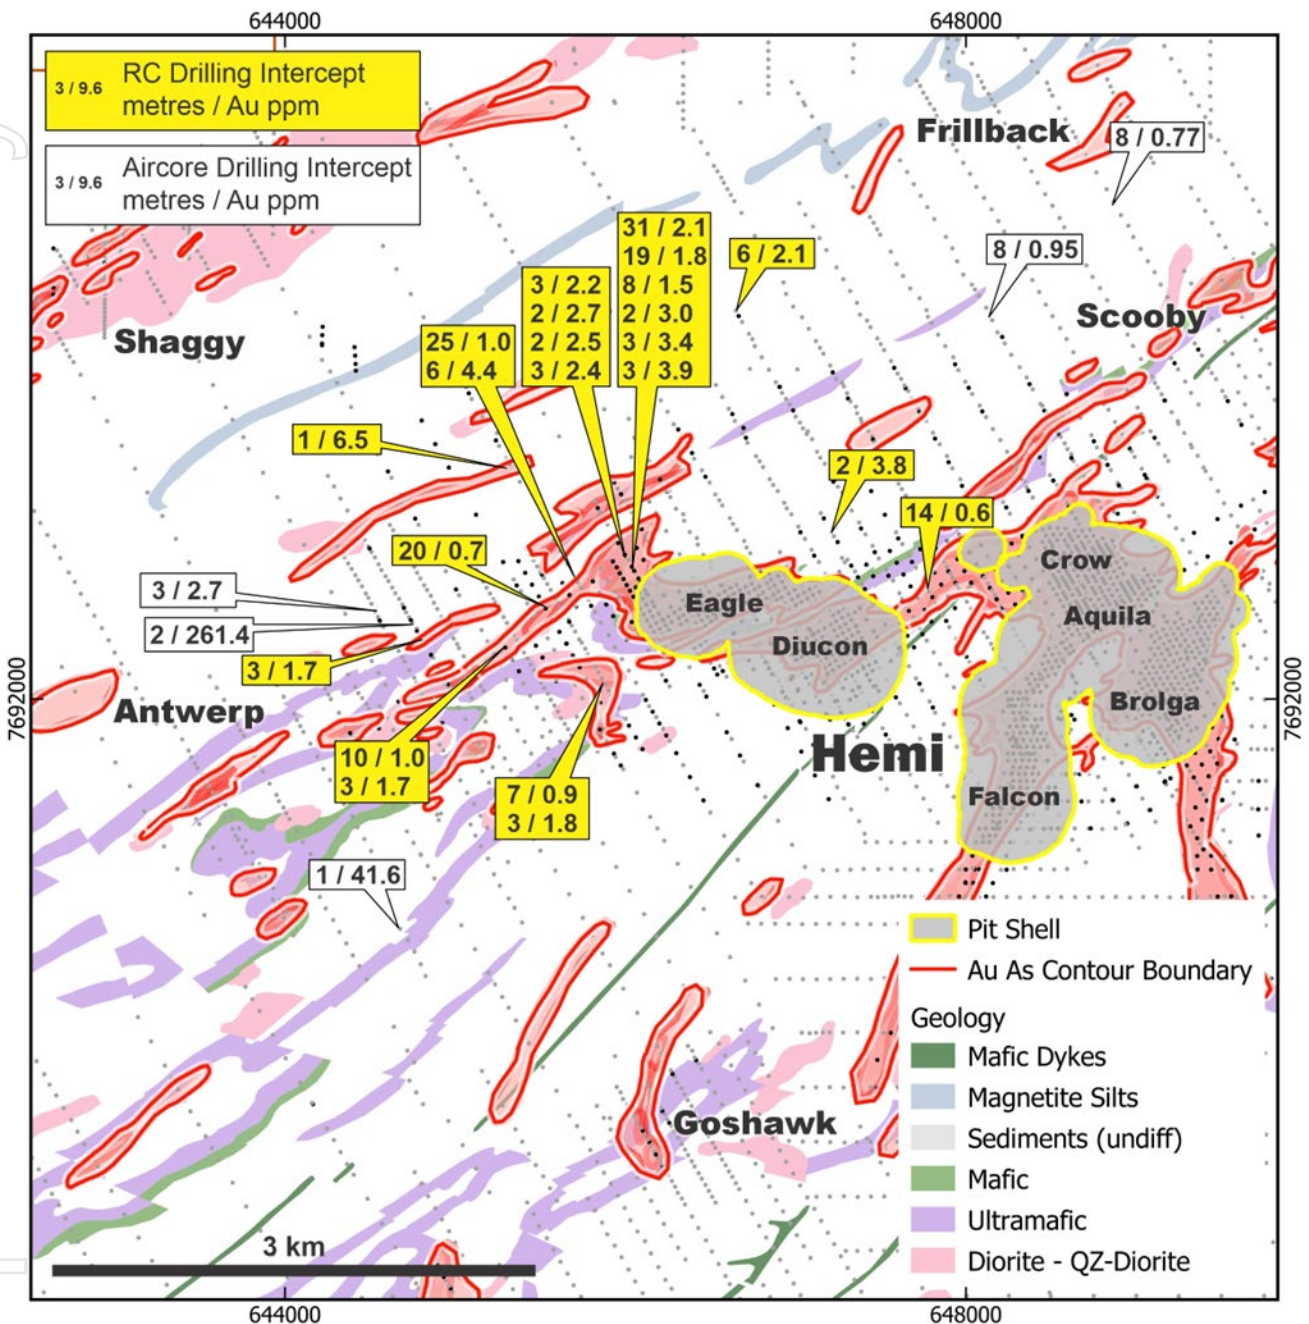 644000
648000
3 / 9.6
RC Drilling Intercept
metres / Au ppm
3 / 9.6
Aircore Drilling Intercept
metres / Au ppm
Frillback
8 / 0.77
31 / 2.1
19 / 1.8
8 / 1.5
2 / 3.0
3 / 3.4
3 / 3.9
6 / 2.1
8 / 0.95
3 / 2.2
2 / 2.7
2 / 2.5
3 / 2.4
Scooby
Shaggy
25 / 1.0
6 / 4.4
1 / 6.5
2 / 3.8
14 / 0.6
20 / 0.7
Crow
3 / 2.7
Eagle
Aquila
2 / 261.4
Diucon
3 / 1.7
7692000
7692000
Antwerp
Brolga
Hemi
10 / 1.0
3 / 1.7
7 / 0.9
3 / 1.8
Falcon
1 / 41.6
Pit Shell
Au As Contour Boundary
Geology
Mafic Dykes
Magnetite Silts
Sediments (undiff)
Mafic
Ultramafic
Diorite - QZ-Diorite
Goshawk
3 km
644000
648000